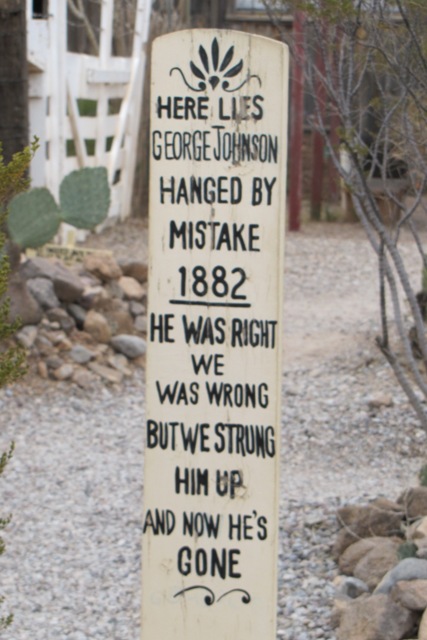 HERE LIES
GEORGE JOHNSON
HANGED BY
MISTAKE
1882
HE WAS RIGHT
WE
WAS WRONG
BUT WE STRUNG
HIM UP
AND NOW HE'S
GONE